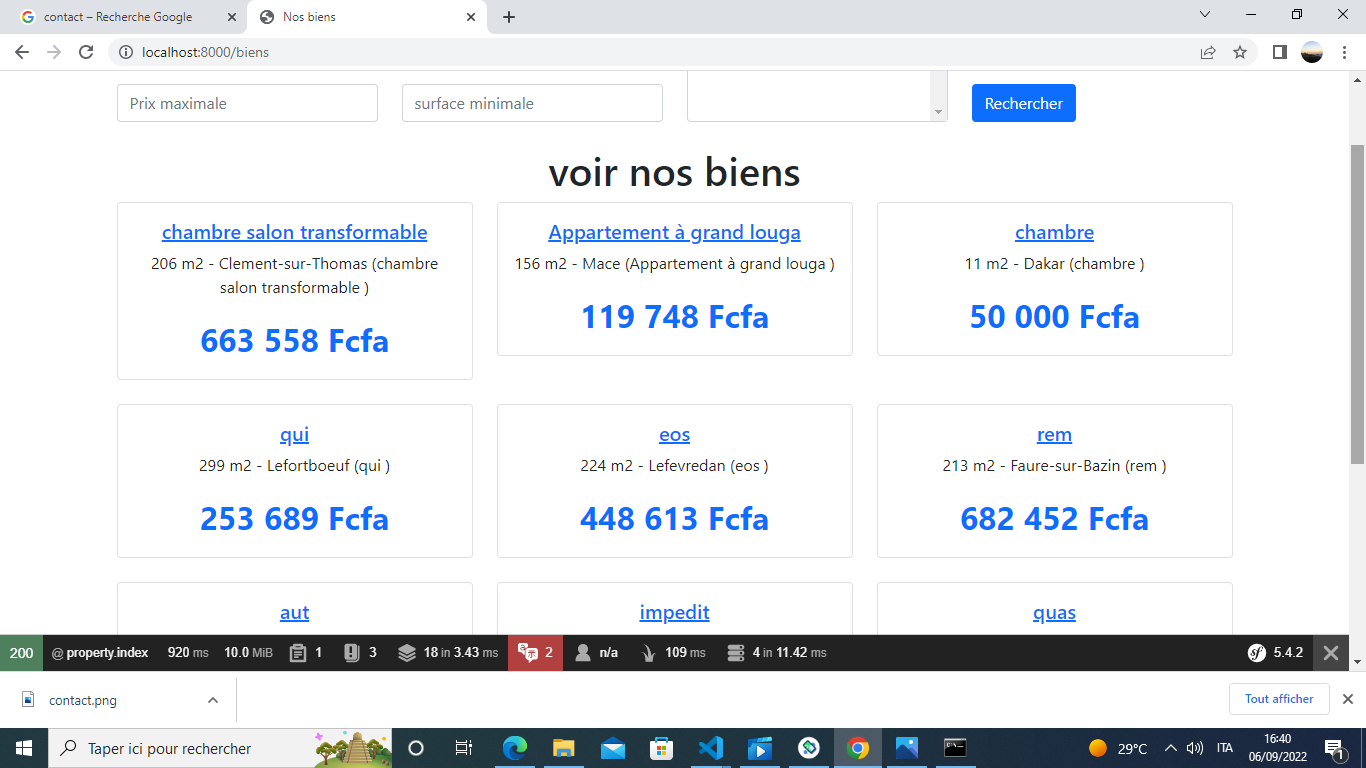 contact – Recherche Google
Nos biens
localhost:8000/biens
Prix maximale
surface minimale
Rechercher
voir nos biens
chambre salon transformable
206 m2 - Clement-sur-Thomas (chambre
salon transformable )
663 558 Fcfa
Appartement à grand louga
156 m2 - Mace (Appartement à grand louga )
119 748 Fcfa
chambre
11 m2 - Dakar (chambre )
50 000 Fcfa
qui
299 m2 - Lefortboeuf (qui )
253 689 Fcfa
eos
224 m2 - Lefevredan (eos )
448 613 Fcfa
rem
213 m2 - Faure-sur-Bazin (rem )
682 452 Fcfa
aut
impedit
quas
200 @ property.index 920 ms 10.0 MiB 1 3 18 in 3.43 ms 2 n/a 109 ms 4 in 11.42 ms sf 5.4.2
contact.png
Tout afficher
Taper ici pour rechercher
29°C
ITA
16:40
06/09/2022
1